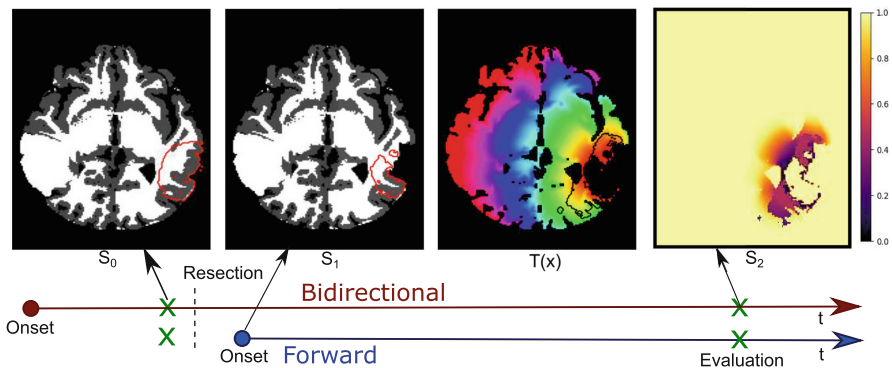 1.0
0.8
0.6
0.4
0.2
0.0
S0
S1
T(x)
S2
Resection
Bidirectional
Onset
t
X
X
X
X
Onset
Forward
Evaluation
t